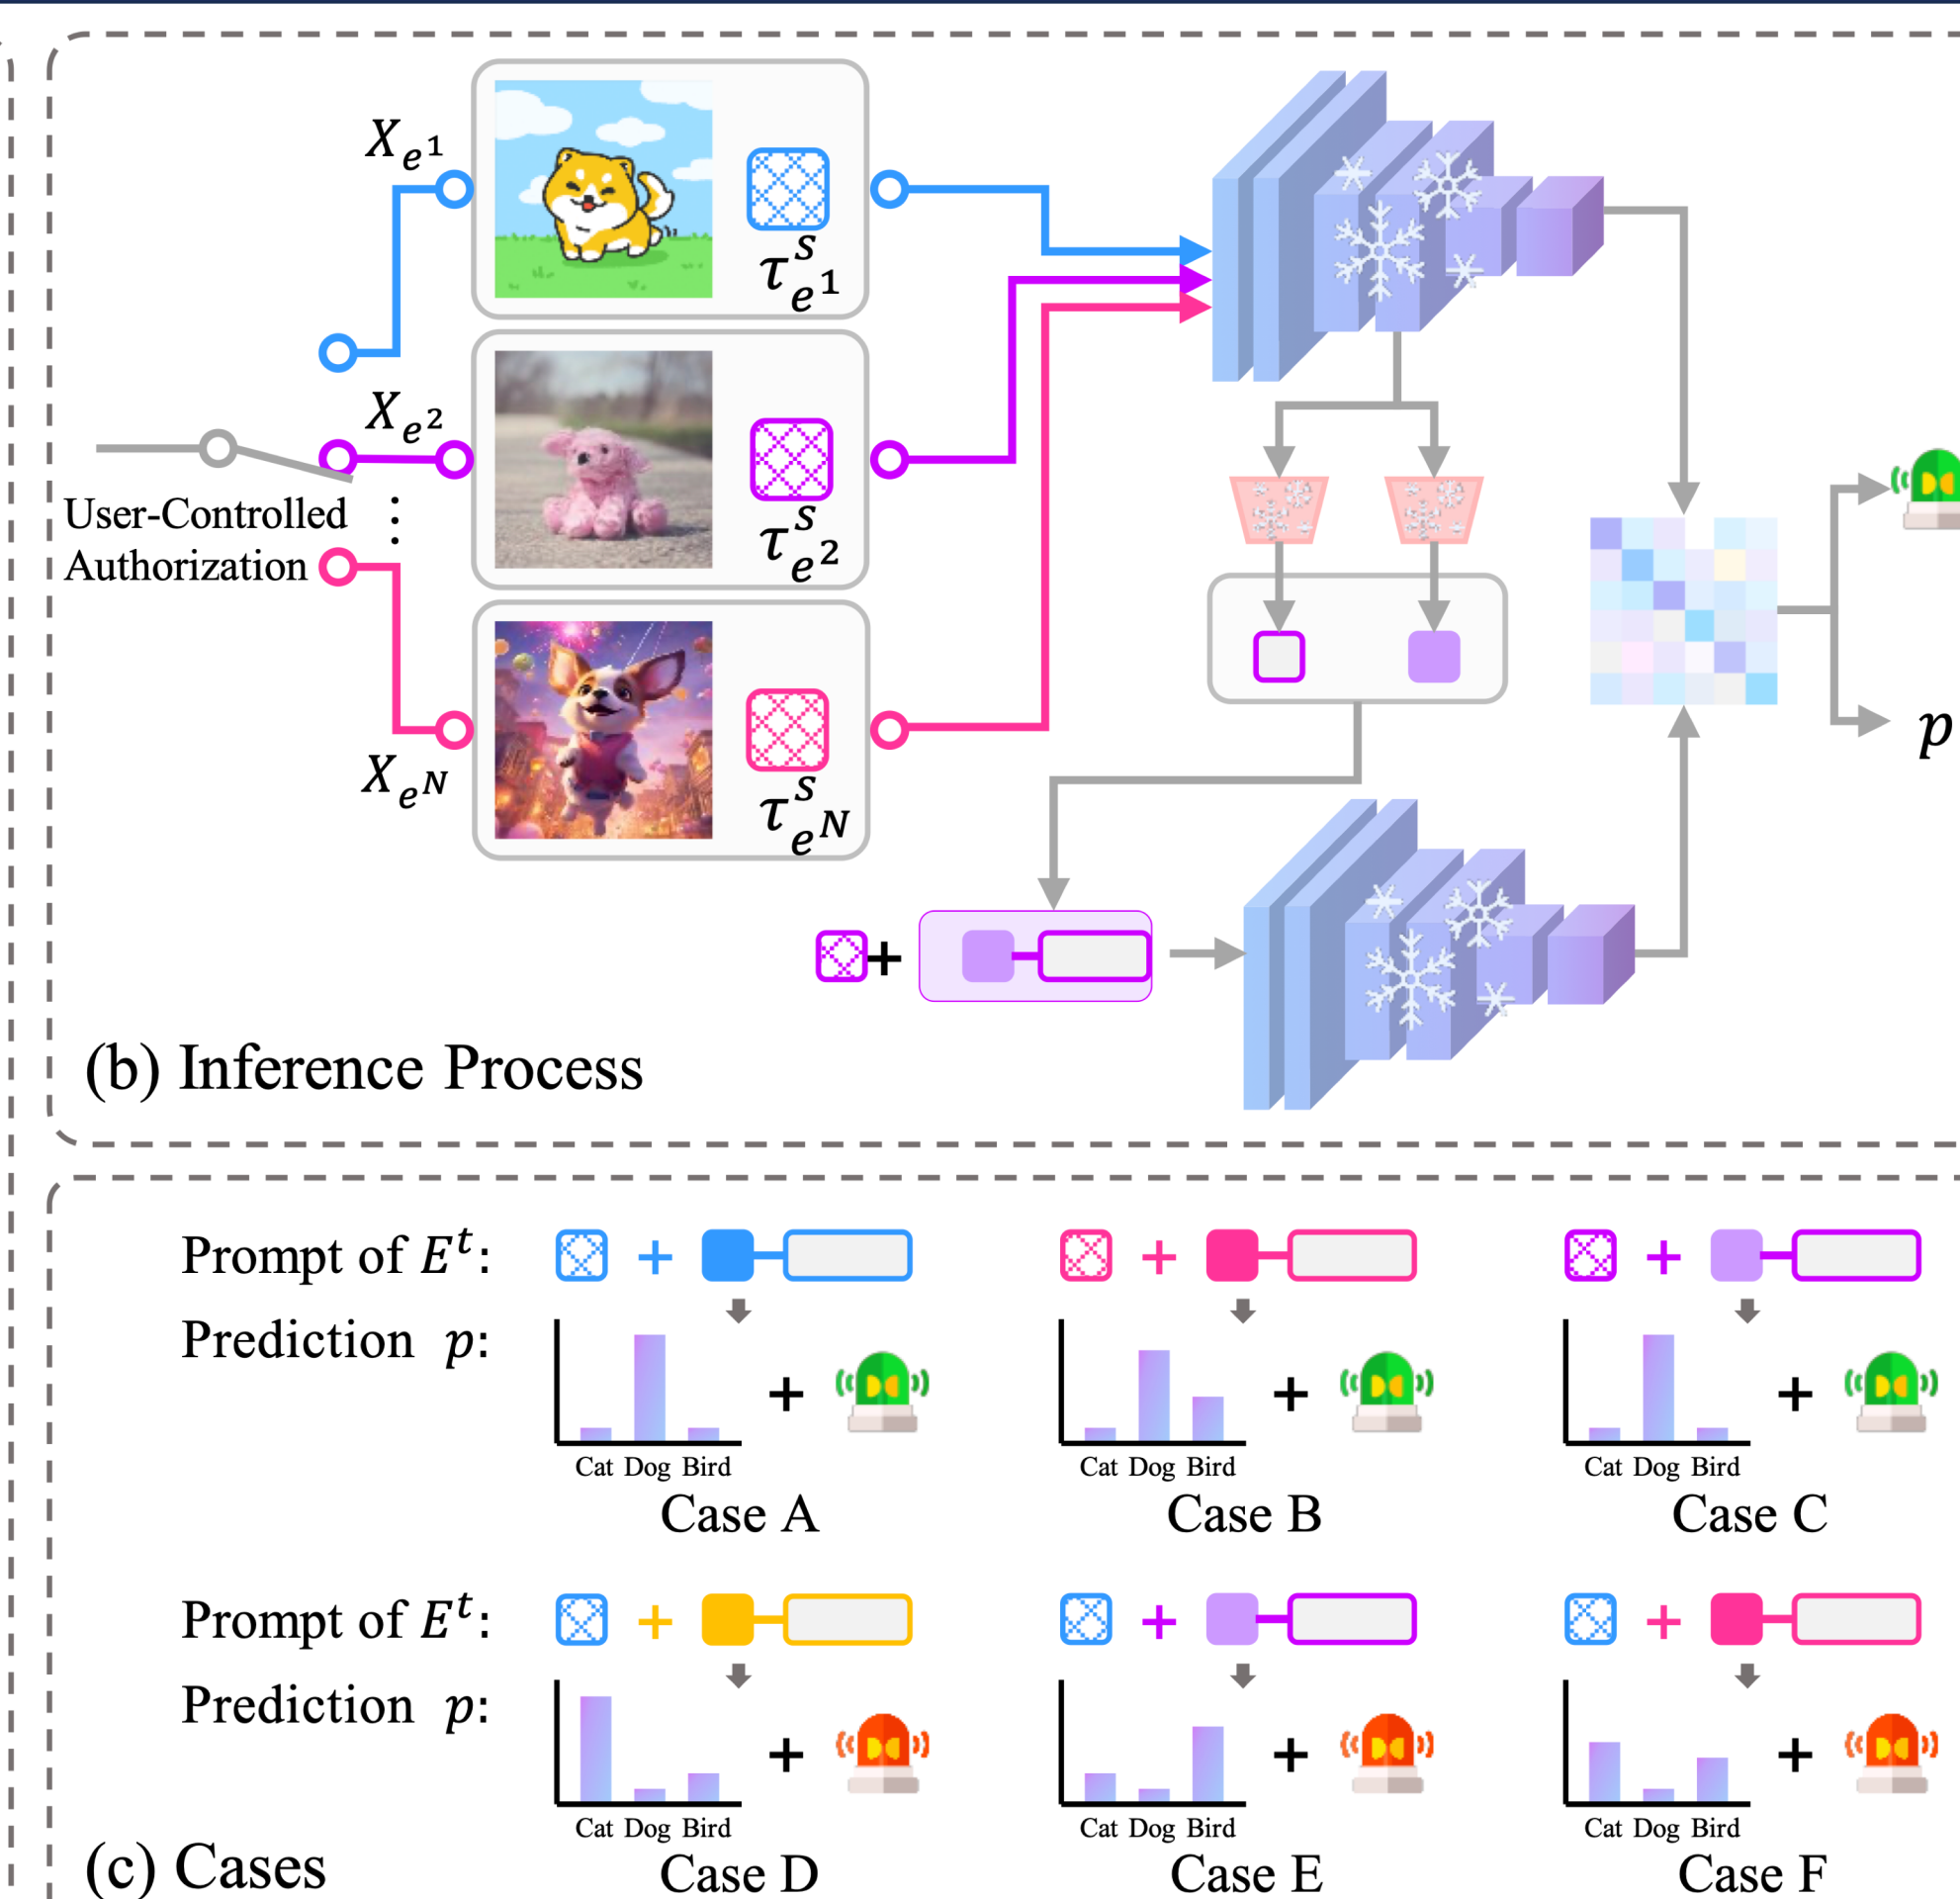 X_{e^1}
τ^s_{e^1}
X_{e^2}
τ^s_{e^2}
User-Controlled
Authorization
⋮
X_{e^N}
τ^s_{e^N}
p
+
(b) Inference Process
Prompt of E^t: + + +
Prediction p: + + +
Cat Dog Bird Cat Dog Bird Cat Dog Bird
Case A Case B Case C
Prompt of E^t: + + +
Prediction p: + + +
Cat Dog Bird Cat Dog Bird Cat Dog Bird
(c) Cases Case D Case E Case F